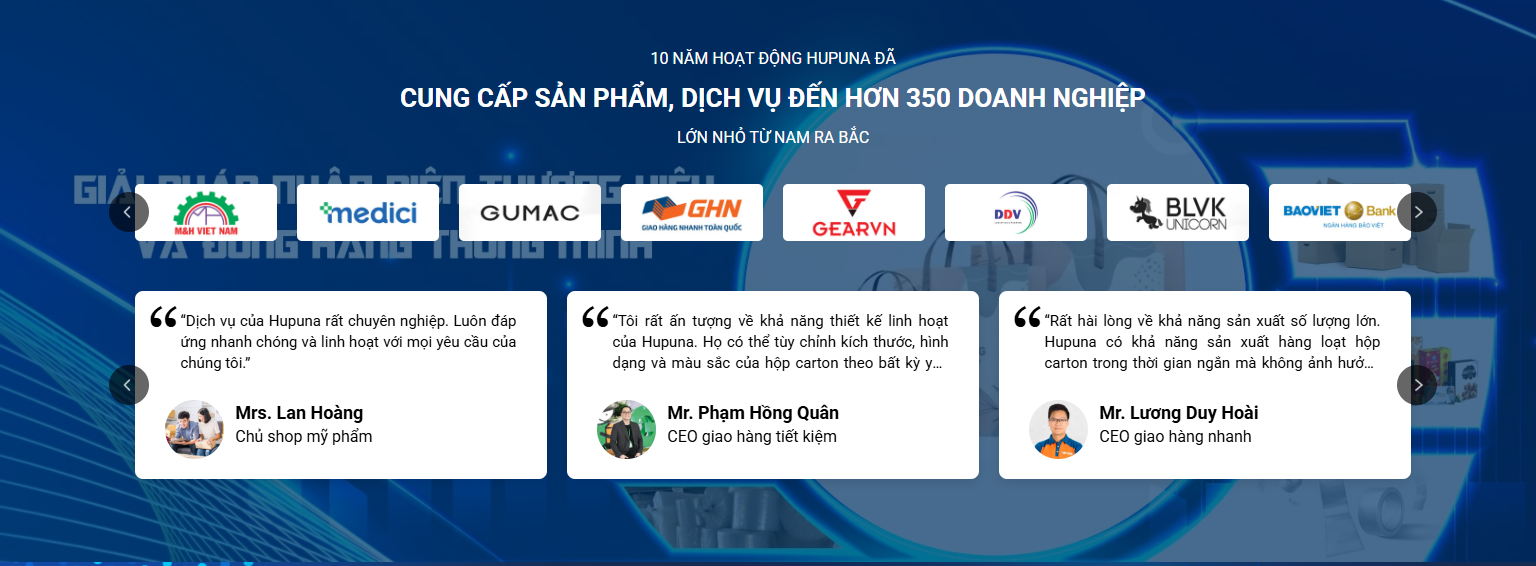 10 NĂM HOẠT ĐỘNG HUPUNA ĐÃ
CUNG CẤP SẢN PHẨM, DỊCH VỤ ĐẾN HƠN 350 DOANH NGHIỆP
LỚN NHỎ TỪ NAM RA BẮC
GIẢI PHÁP NHẬN DIỆN THƯƠNG HIỆU
VÀ ĐÓNG HÀNG THÔNG MINH
M&H VIET NAM
medici
GUMAC
GHN
GIAO HÀNG NHANH TOÀN QUỐC
GEARVN
DDV
BLVK
UNICORN
BAOVIET Bank
NGÂN HÀNG BẢO VIỆT
“Dịch vụ của Hupuna rất chuyên nghiệp. Luôn đáp
ứng nhanh chóng và linh hoạt với mọi yêu cầu của
chúng tôi.”
Mrs. Lan Hoàng
Chủ shop mỹ phẩm
“Tôi rất ấn tượng về khả năng thiết kế linh hoạt
của Hupuna. Họ có thể tùy chỉnh kích thước, hình
dạng và màu sắc của hộp carton theo bất kỳ y...
Mr. Phạm Hồng Quân
CEO giao hàng tiết kiệm
“Rất hài lòng về khả năng sản xuất số lượng lớn.
Hupuna có khả năng sản xuất hàng loạt hộp
carton trong thời gian ngắn mà không ảnh hưở...
Mr. Lương Duy Hoài
CEO giao hàng nhanh